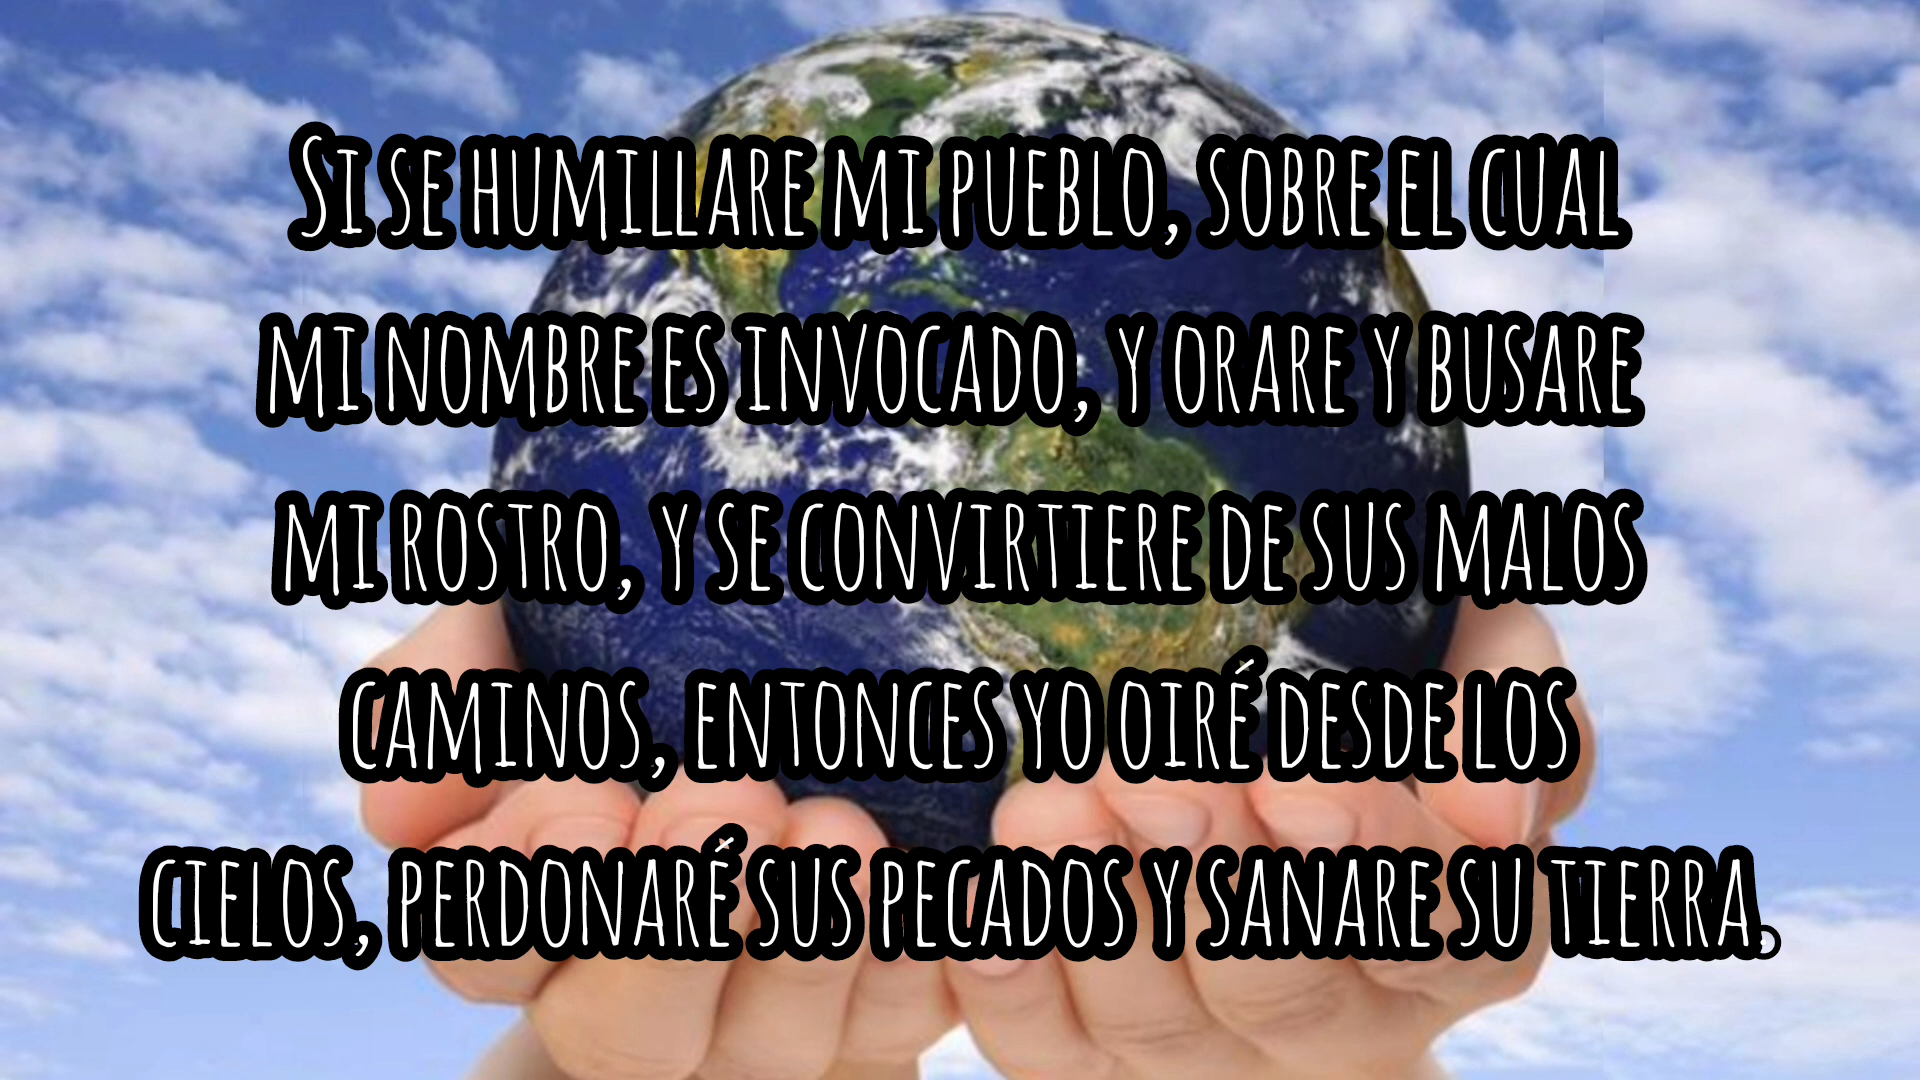 Si se humillare mi pueblo, sobre el cual
mi nombre es invocado, y orare y busare
mi rostro, y se convirtiere de sus malos
caminos, entonces yo oiré desde los
cielos, perdonaré sus pecados y sanare su tierra.